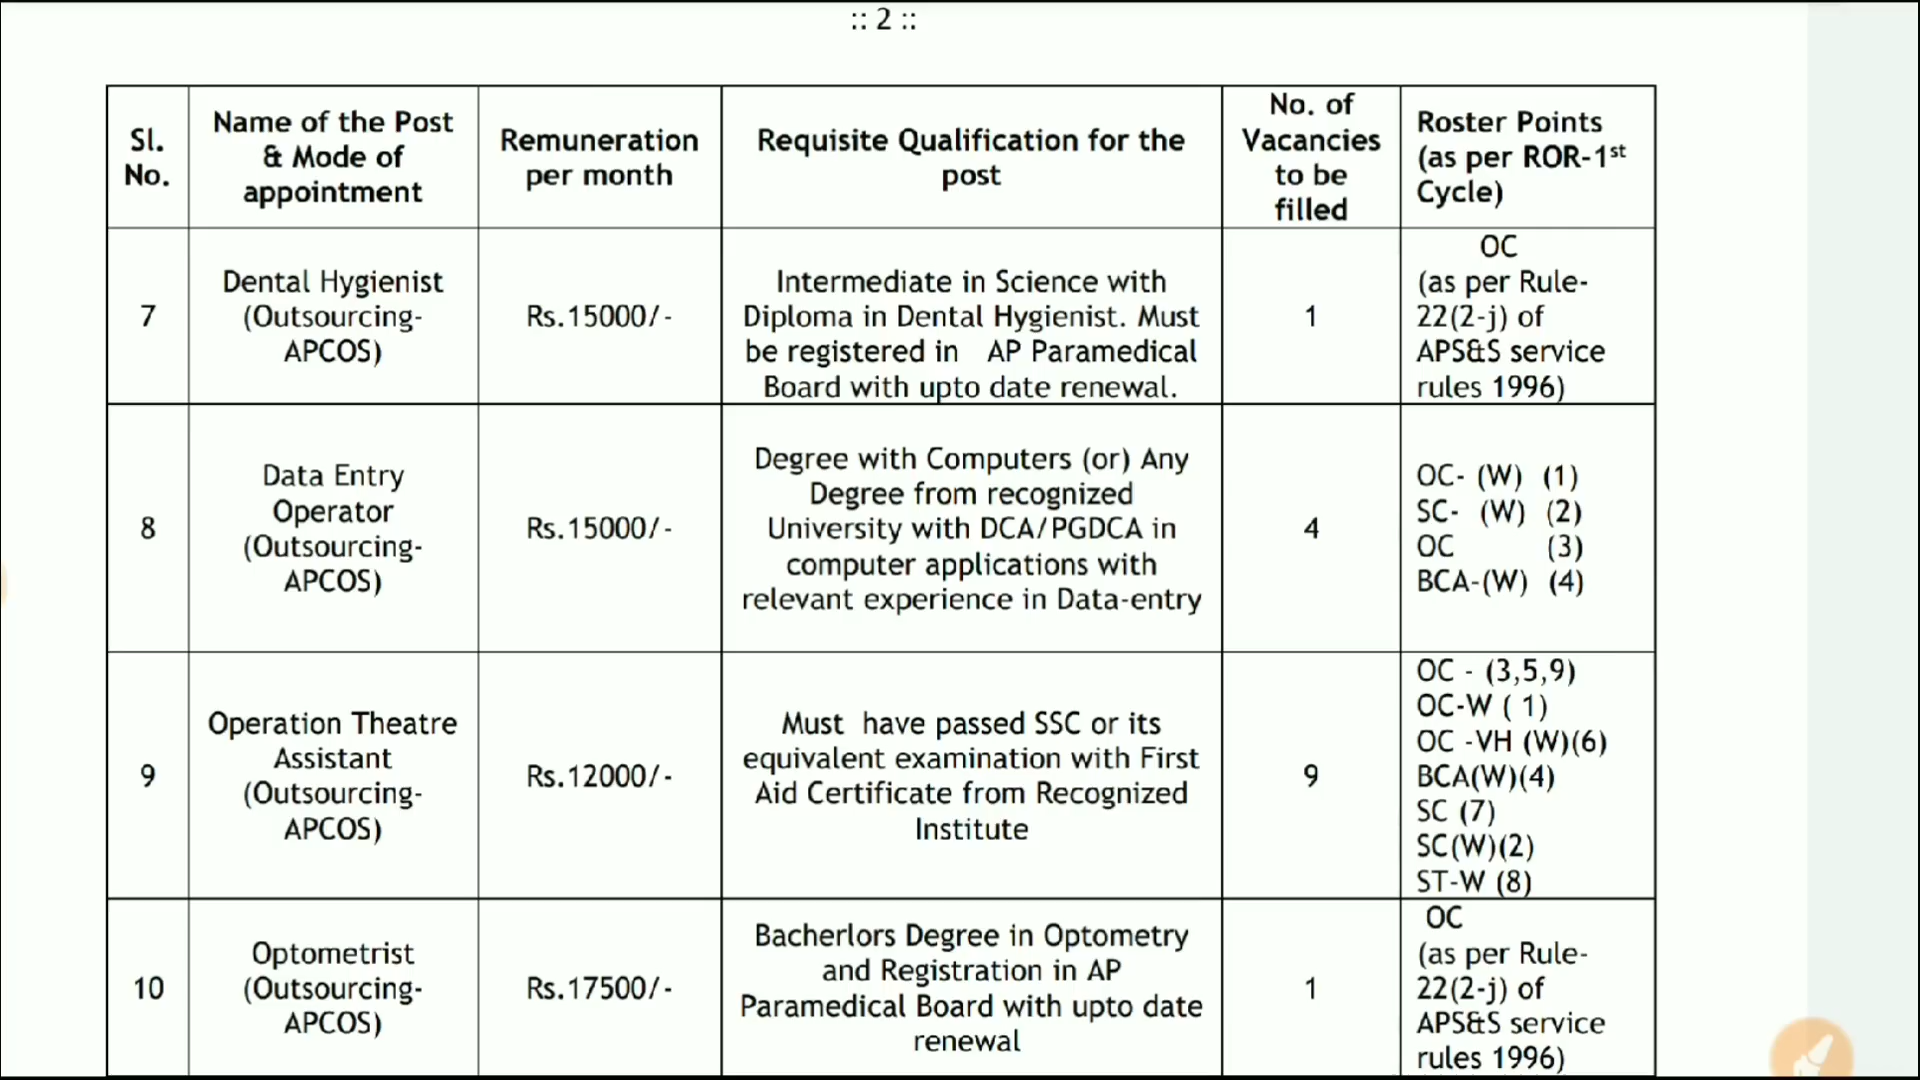 :: 2 ::
Sl.
No.
Name of the Post
& Mode of
appointment
Remuneration
per month
Requisite Qualification for the
post
No. of
Vacancies
to be
filled
Roster Points
(as per ROR-1st
Cycle)
7
Dental Hygienist
(Outsourcing-
APCOS)
Rs.15000/-
Intermediate in Science with
Diploma in Dental Hygienist. Must
be registered in AP Paramedical
Board with upto date renewal.
1
OC
(as per Rule-
22(2-j) of
APS&S service
rules 1996)
8
Data Entry
Operator
(Outsourcing-
APCOS)
Rs.15000/-
Degree with Computers (or) Any
Degree from recognized
University with DCA/PGDCA in
computer applications with
relevant experience in Data-entry
4
OC- (W) (1)
SC- (W) (2)
OC (3)
BCA-(W) (4)
9
Operation Theatre
Assistant
(Outsourcing-
APCOS)
Rs.12000/-
Must have passed SSC or its
equivalent examination with First
Aid Certificate from Recognized
Institute
9
OC - (3,5,9)
OC-W ( 1)
OC -VH (W)(6)
BCA(W)(4)
SC (7)
SC(W)(2)
ST-W (8)
10
Optometrist
(Outsourcing-
APCOS)
Rs.17500/-
Bacherlors Degree in Optometry
and Registration in AP
Paramedical Board with upto date
renewal
1
OC
(as per Rule-
22(2-j) of
APS&S service
rules 1996)